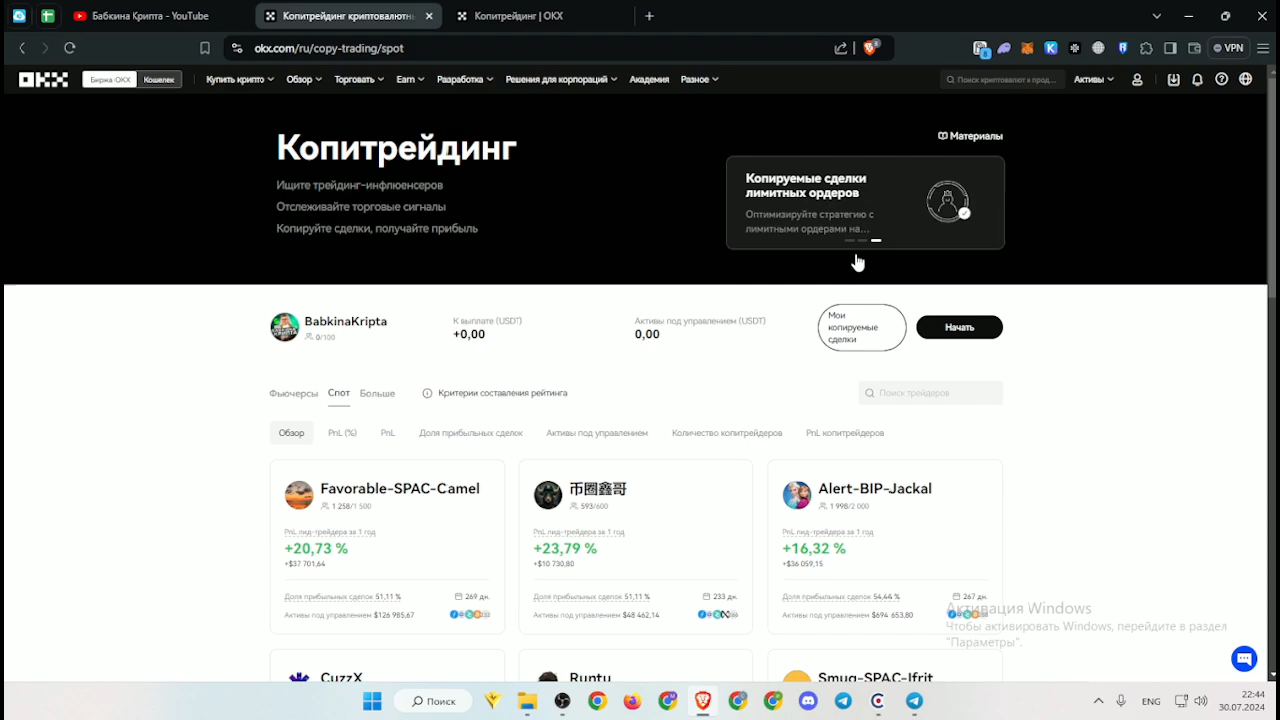 Бабкина Крипта - YouTube
Копитрейдинг криптовалютн
Копитрейдинг | OKX
okx.com/ru/copy-trading/spot
VPN
OKX
Биржа OKX
Кошелек
Купить крипто
Обзор
Торговать
Earn
Разработка
Решения для корпораций
Академия
Разное
Поиск криптовалют и прод...
Активы
Копитрейдинг
Ищите трейдинг-инфлюенсеров
Отслеживайте торговые сигналы
Копируйте сделки, получайте прибыль
Материалы
Копируемые сделки
лимитных ордеров
Оптимизируйте стратегию с
лимитными ордерами на...
BabkinaKripta
0/100
К выплате (USDT)
+0,00
Активы под управлением (USDT)
0,00
Мои
копируемые
сделки
Начать
Фьючерсы
Спот
Больше
Критерии составления рейтинга
Поиск трейдеров
Обзор
PnL (%)
PnL
Доля прибыльных сделок
Активы под управлением
Количество копитрейдеров
PnL копитрейдеров
Favorable-SPAC-Camel
1 258/1 500
PnL лид-трейдера за 1 год
+20,73 %
+$37 701,64
Доля прибыльных сделок 51,11 %
269 дн.
Активы под управлением $126 985,67
币圈鑫哥
593/600
PnL лид-трейдера за 1 год
+23,79 %
+$10 730,80
Доля прибыльных сделок 51,11 %
233 дн.
Активы под управлением $48 462,14
Alert-BIP-Jackal
1 998/2 000
PnL лид-трейдера за 1 год
+16,32 %
+$36 059,15
Доля прибыльных сделок 54,44 %
267 дн.
Активы под управлением $694 653,80
Активация Windows
Чтобы активировать Windows, перейдите в раздел
"Параметры".
CuzzX
Runtu
Smug-SPAC-Ifrit
Поиск
ENG
22:44
30.07.2024